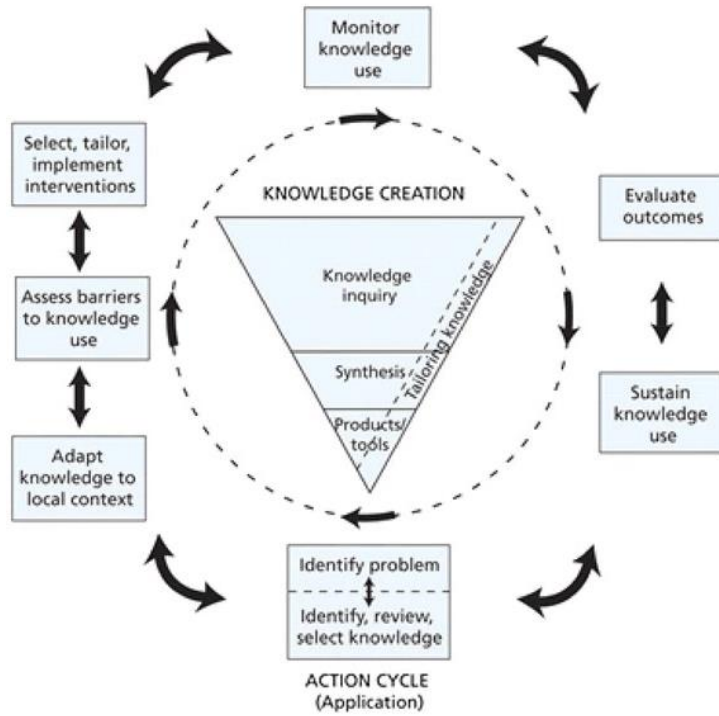 Monitor
knowledge
use
Select, tailor,
implement
interventions
Evaluate
outcomes
KNOWLEDGE CREATION
Knowledge
inquiry
Tailoring knowledge
Assess barriers
to knowledge
use
Synthesis
Sustain
knowledge
use
Products/
tools
Adapt
knowledge to
local context
Identify problem
Identify, review,
select knowledge
ACTION CYCLE
(Application)